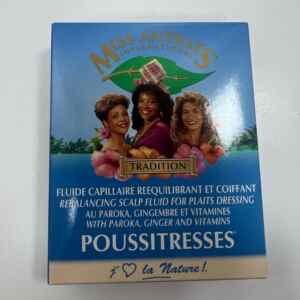 MISS ANTILLES
INTERNATIONAL
TRADITION
FLUIDE CAPILLAIRE REEQUILIBRANT ET COIFFANT
REBALANCING SCALP FLUID FOR PLAITS DRESSING
AU PAROKA, GINGEMBRE ET VITAMINES
WITH PAROKA, GINGER AND VITAMINS
POUSSITRESSES
j' la Nature!.